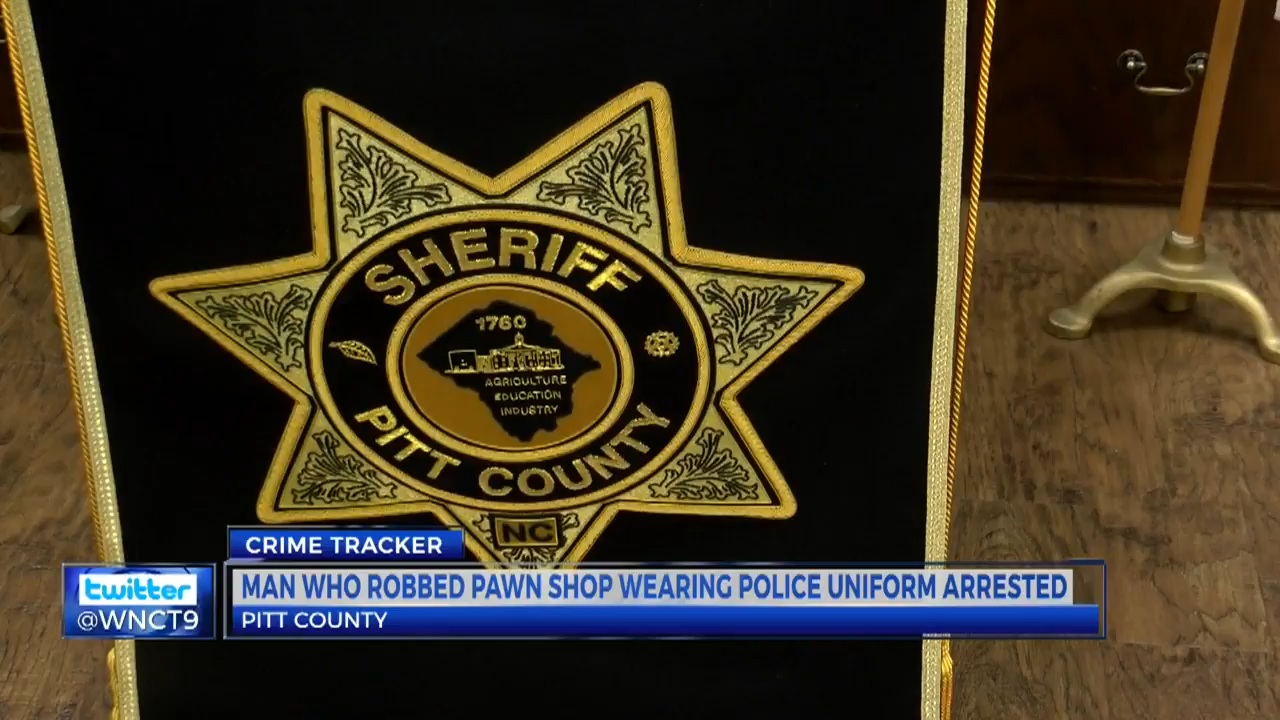 SHERIFF
1760
AGRICULTURE
EDUCATION
INDUSTRY
PITT COUNTY
NC
CRIME TRACKER
MAN WHO ROBBED PAWN SHOP WEARING POLICE UNIFORM ARRESTED
PITT COUNTY
twitter
@WNCT9